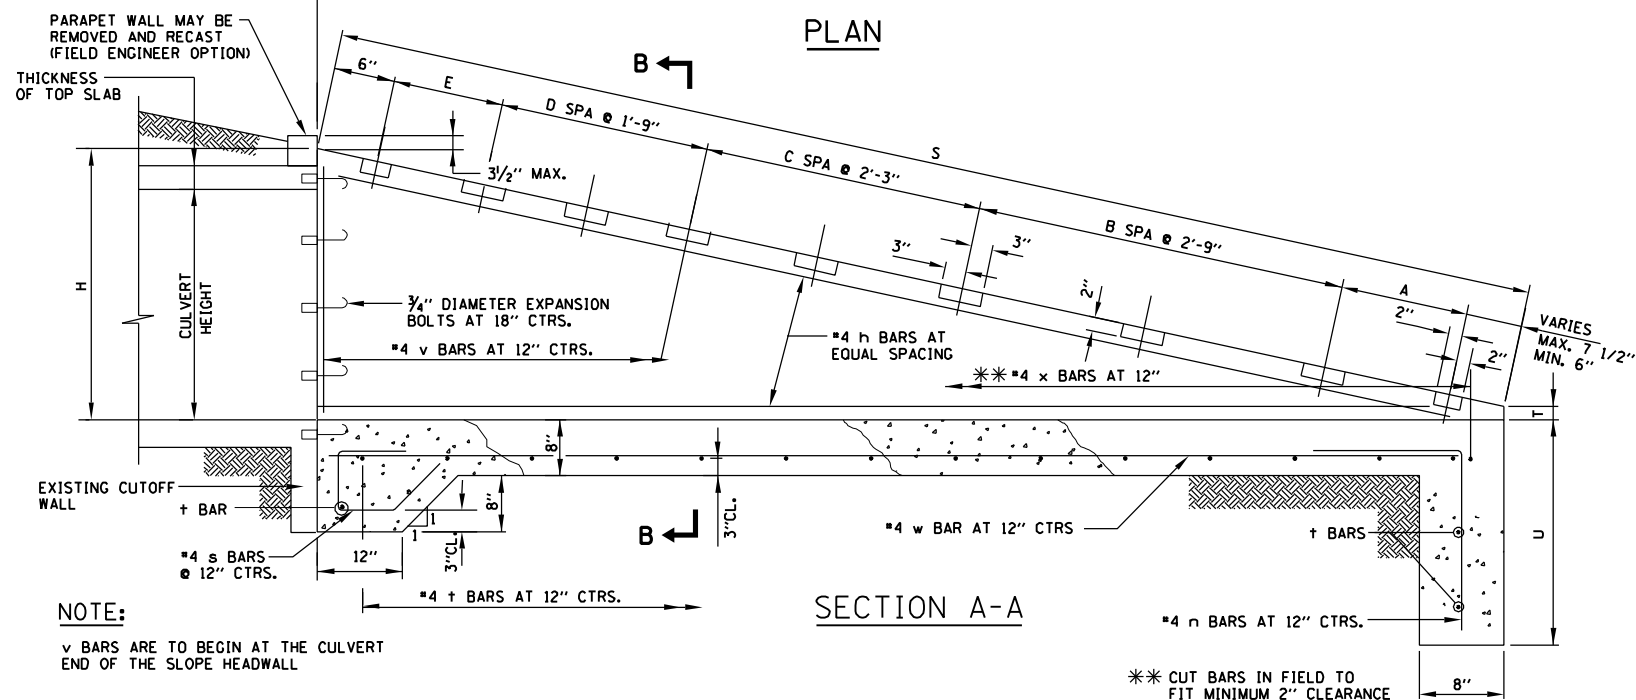 PARAPET WALL MAY BE
REMOVED AND RECAST
(FIELD ENGINEER OPTION)
THICKNESS
OF TOP SLAB
PLAN
B
6"
E
D SPA @ 1'-9"
S
C SPA @ 2'-3"
B SPA @ 2'-9"
A
3 1/2" MAX.
3"
3"
2"
2"
2"
VARIES
MAX. 7 1/2"
MIN. 6"
H
CULVERT
HEIGHT
3/4" DIAMETER EXPANSION
BOLTS AT 18" CTRS.
#4 v BARS AT 12" CTRS.
#4 h BARS AT
EQUAL SPACING
** #4 x BARS AT 12"
T
8"
EXISTING CUTOFF
WALL
t BAR
8"
1
1
3"CL.
3"CL.
B
#4 w BAR AT 12" CTRS
t BARS
U
#4 s BARS
@ 12" CTRS.
12"
#4 t BARS AT 12" CTRS.
SECTION A-A
#4 n BARS AT 12" CTRS.
NOTE:
v BARS ARE TO BEGIN AT THE CULVERT
END OF THE SLOPE HEADWALL
** CUT BARS IN FIELD TO
FIT MINIMUM 2" CLEARANCE
8"